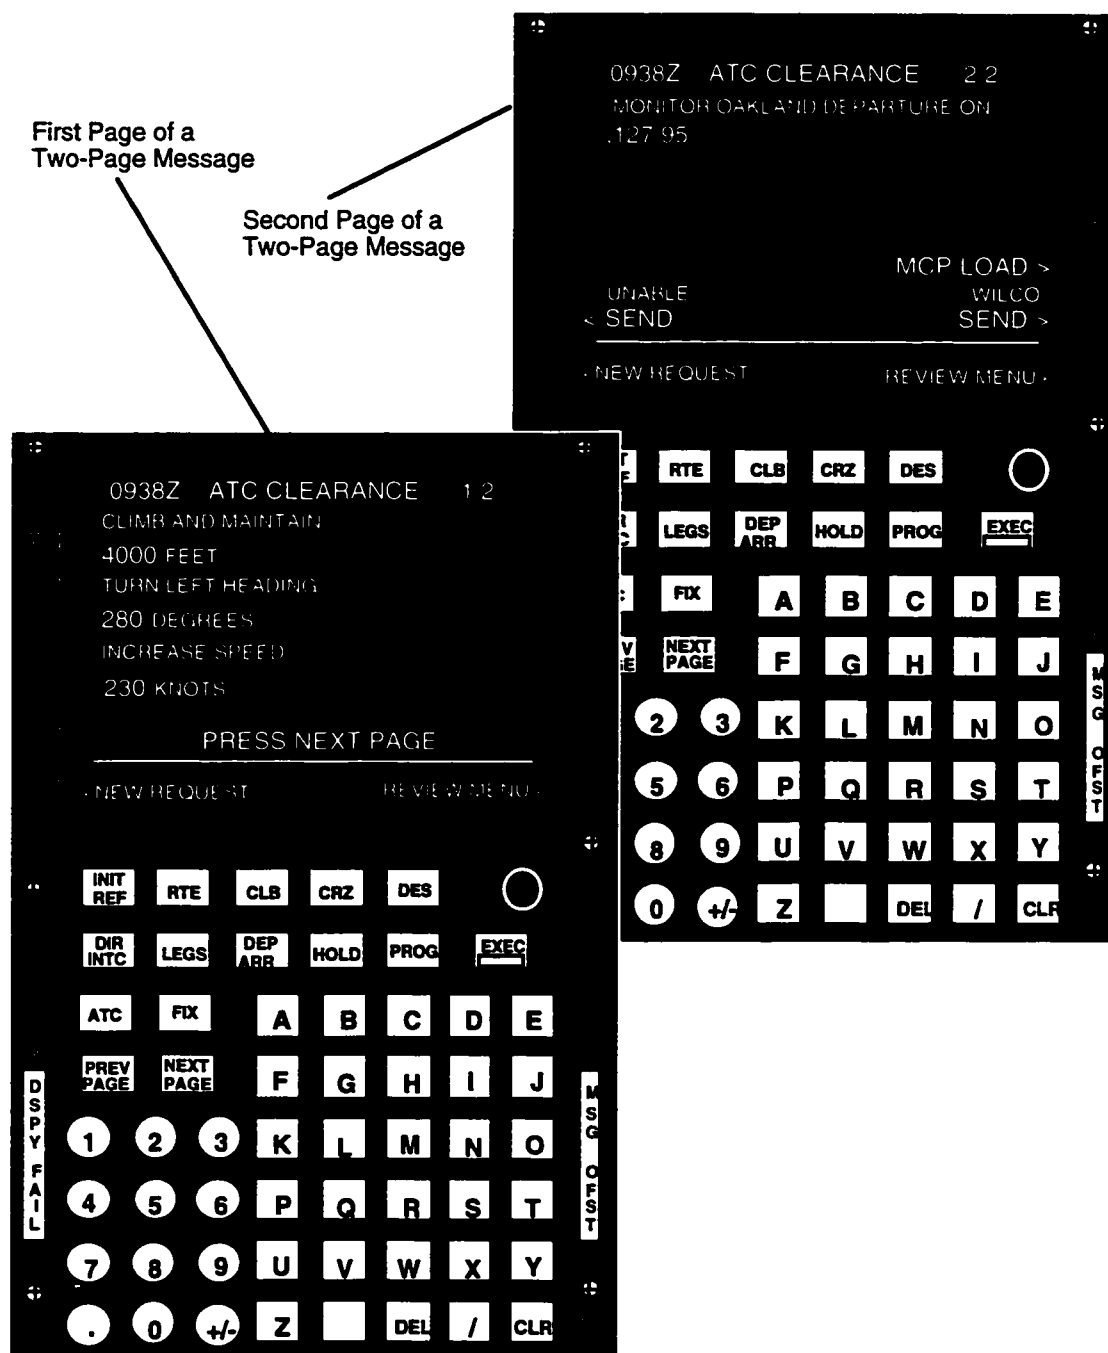 First Page of a
Two-Page Message
Second Page of a
Two-Page Message
0938Z ATC CLEARANCE 2 2
MONITOR OAKLAND DEPARTURE ON
.127 95
MCP LOAD >
UNABLE WILCO
< SEND SEND >
NEW REQUEST REVIEW MENU
RTE CLB CRZ DES
LEGS DEP ARR HOLD PROG EXEC
FIX A B C D E
NEXT PAGE F G H I J
2 3 K L M N O
5 6 P Q R S T
8 9 U V W X Y
0 +/- Z DEL / CLR
MSG OFST
0938Z ATC CLEARANCE 1 2
CLIMB AND MAINTAIN
4000 FEET
TURN LEFT HEADING
280 DEGREES
INCREASE SPEED
230 KNOTS
PRESS NEXT PAGE
NEW REQUEST REVIEW MENU
INIT REF RTE CLB CRZ DES
DIR INTC LEGS DEP ARR HOLD PROG EXEC
ATC FIX A B C D E
PREV PAGE NEXT PAGE F G H I J
1 2 3 K L M N O
4 5 6 P Q R S T
7 8 9 U V W X Y
. 0 +/- Z DEL / CLR
DSPY FAIL
MSG OFST